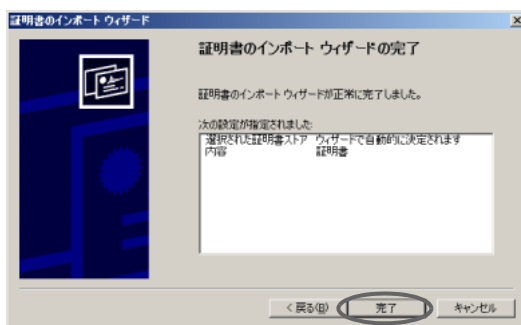 証明書のインポート ウィザード
証明書のインポート ウィザードの完了
証明書のインポート ウィザードが正常に完了しました。
次の設定が指定されました:
選択された証明書ストア ウィザードで自動的に決定されます
内容 証明書
< 戻る(B) 完了 キャンセル